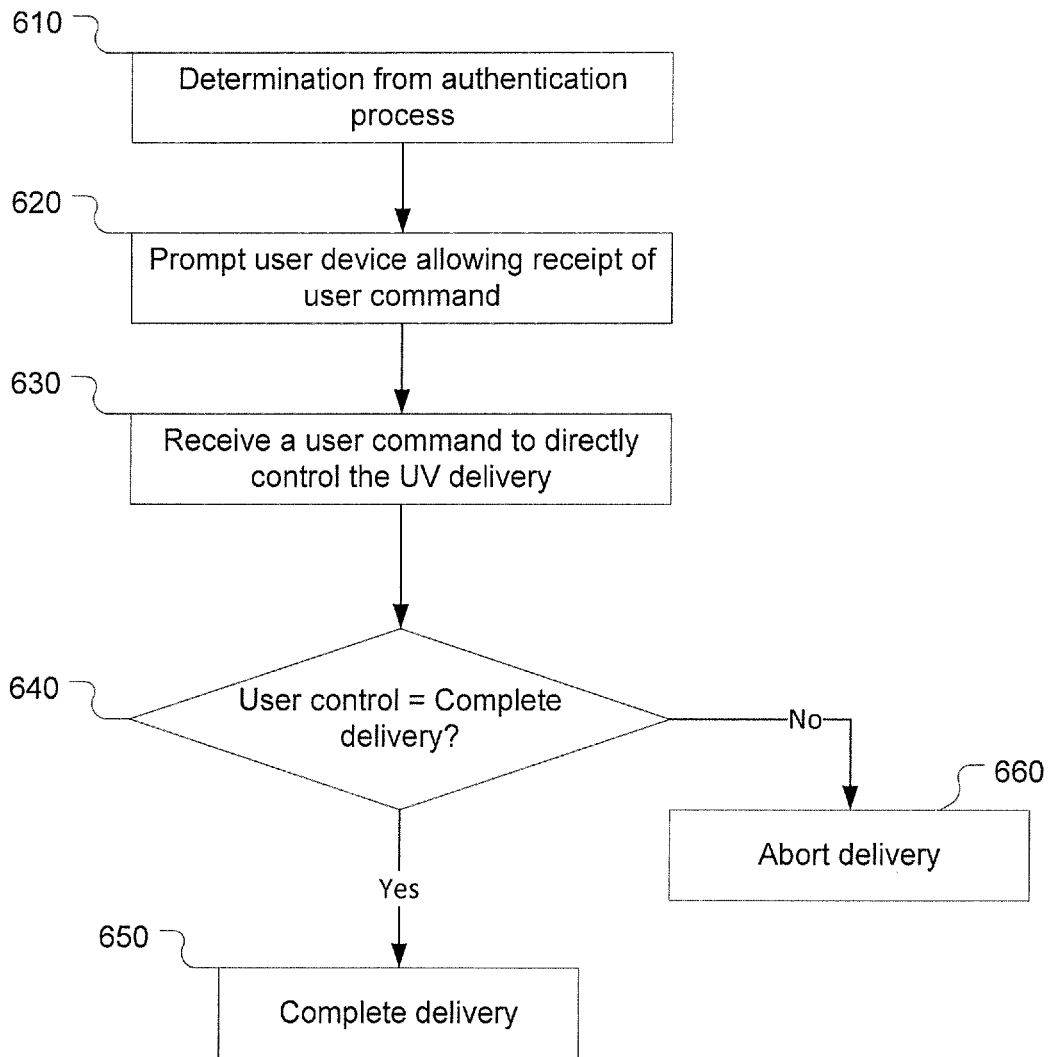 610
Determination from authentication
process
620
Prompt user device allowing receipt of
user command
630
Receive a user command to directly
control the UV delivery
640
User control = Complete
delivery?
No
660
Abort delivery
Yes
650
Complete delivery